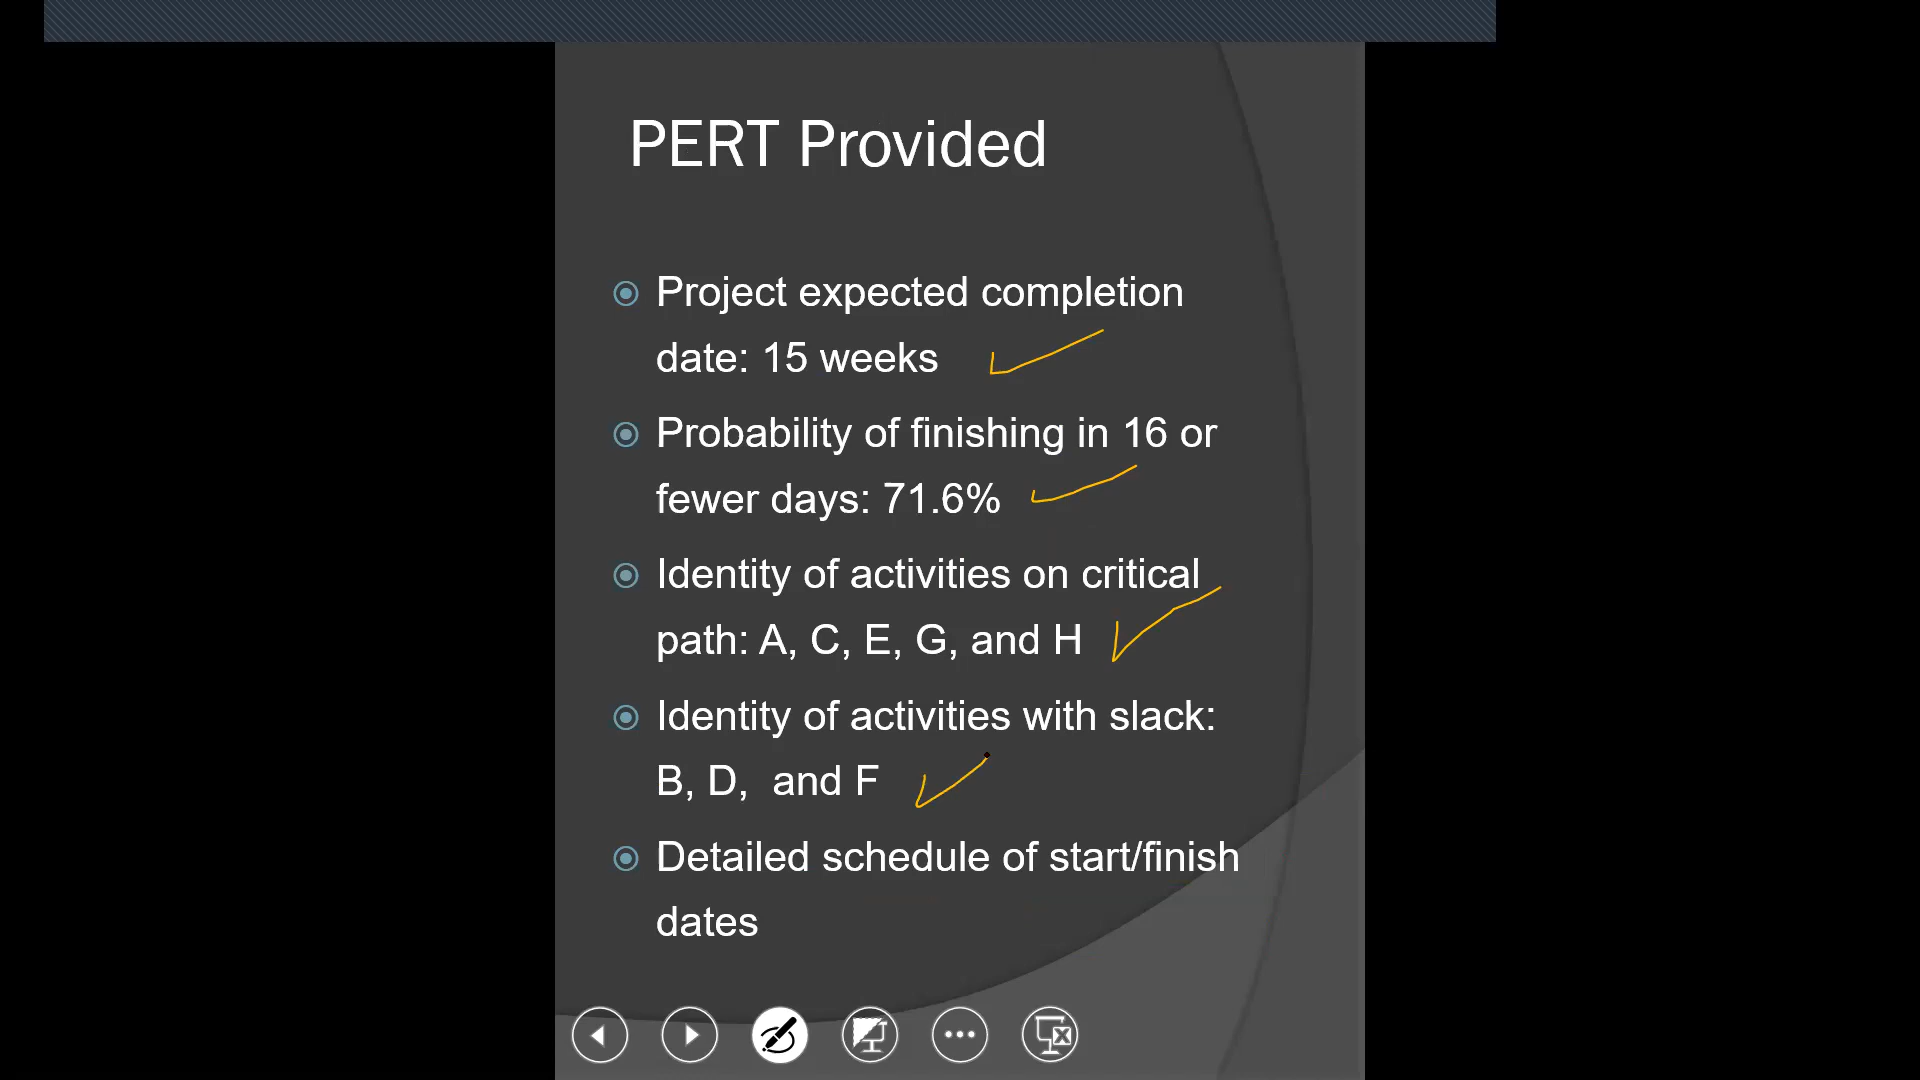 PERT Provided
Project expected completion
date: 15 weeks
Probability of finishing in 16 or
fewer days: 71.6%
Identity of activities on critical
path: A, C, E, G, and H
Identity of activities with slack:
B, D,  and F
Detailed schedule of start/finish
dates